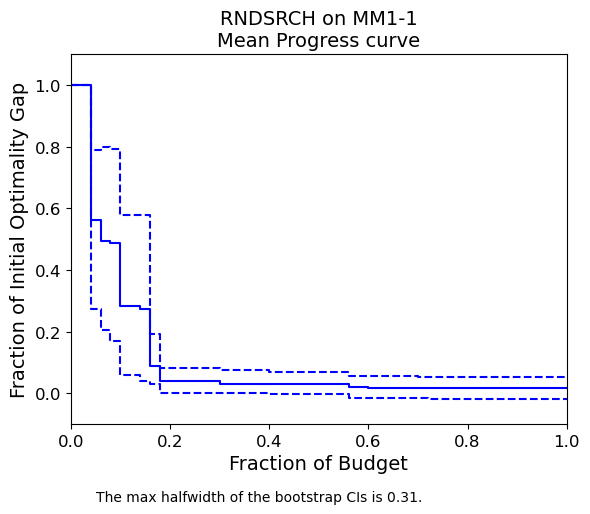 RNDSRCH on MM1-1
Mean Progress curve
Fraction of Initial Optimality Gap
1.0
0.8
0.6
0.4
0.2
0.0
0.0 0.2 0.4 0.6 0.8 1.0
Fraction of Budget
The max halfwidth of the bootstrap CIs is 0.31.